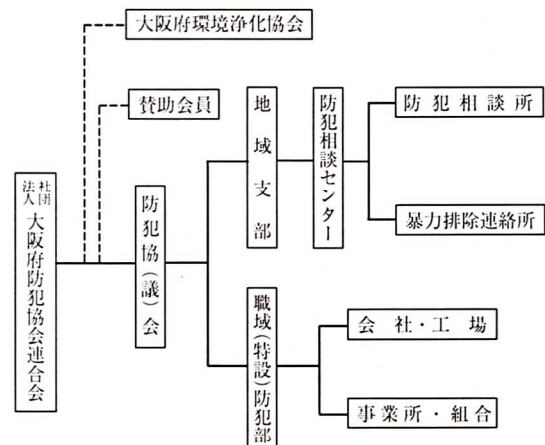 大阪府環境浄化協会
賛助会員
社団法人 大阪府防犯協会連合会
防犯協(議)会
地域支部
防犯相談センター
防犯相談所
暴力排除連絡所
職域(特設)防犯部
会社・工場
事業所・組合